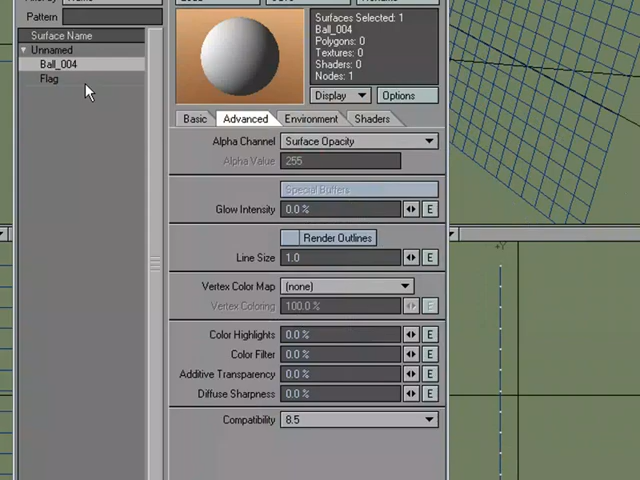 Pattern
Surface Name
Unnamed
Ball_004
Flag
Surfaces Selected: 1
Ball_004
Polygons: 0
Textures: 0
Shaders: 0
Nodes: 1
Display
Options
Basic
Advanced
Environment
Shaders
Alpha Channel
Surface Opacity
Alpha Value
255
Special Buffers
Glow Intensity
0.0 %
E
Render Outlines
Line Size
1.0
E
Vertex Color Map
(none)
Vertex Coloring
100.0 %
E
Color Highlights
0.0 %
E
Color Filter
0.0 %
E
Additive Transparency
0.0 %
E
Diffuse Sharpness
0.0 %
E
Compatibility
8.5
+Y